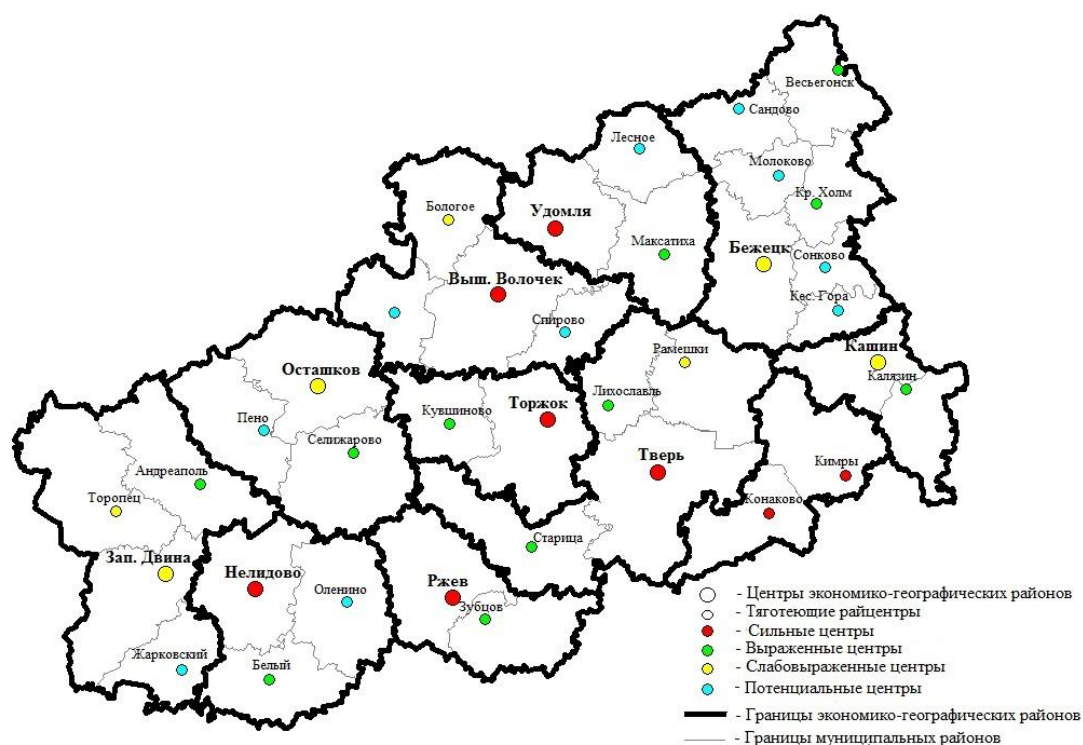 Весьегонск
Сандово
Лесное
Молоково
Кр. Холм
Бологое
Удомля
Максатиха
Бежецк
Сонково
Выш. Волочек
Кес. Гора
Спирово
Кашин
Рамешки
Осташков
Калязин
Лихославль
Торжок
Кувшиново
Пено
Селижарово
Тверь
Кимры
Андреаполь
Торопец
Конаково
Старица
Зап. Двина
Нелидово
Оленино
Ржев
Зубцов
Жарковский
Белый
- Центры экономико-географических районов
- Тяготеющие райцентры
- Сильные центры
- Выраженные центры
- Слабовыраженные центры
- Потенциальные центры
- Границы экономико-географических районов
- Границы муниципальных районов